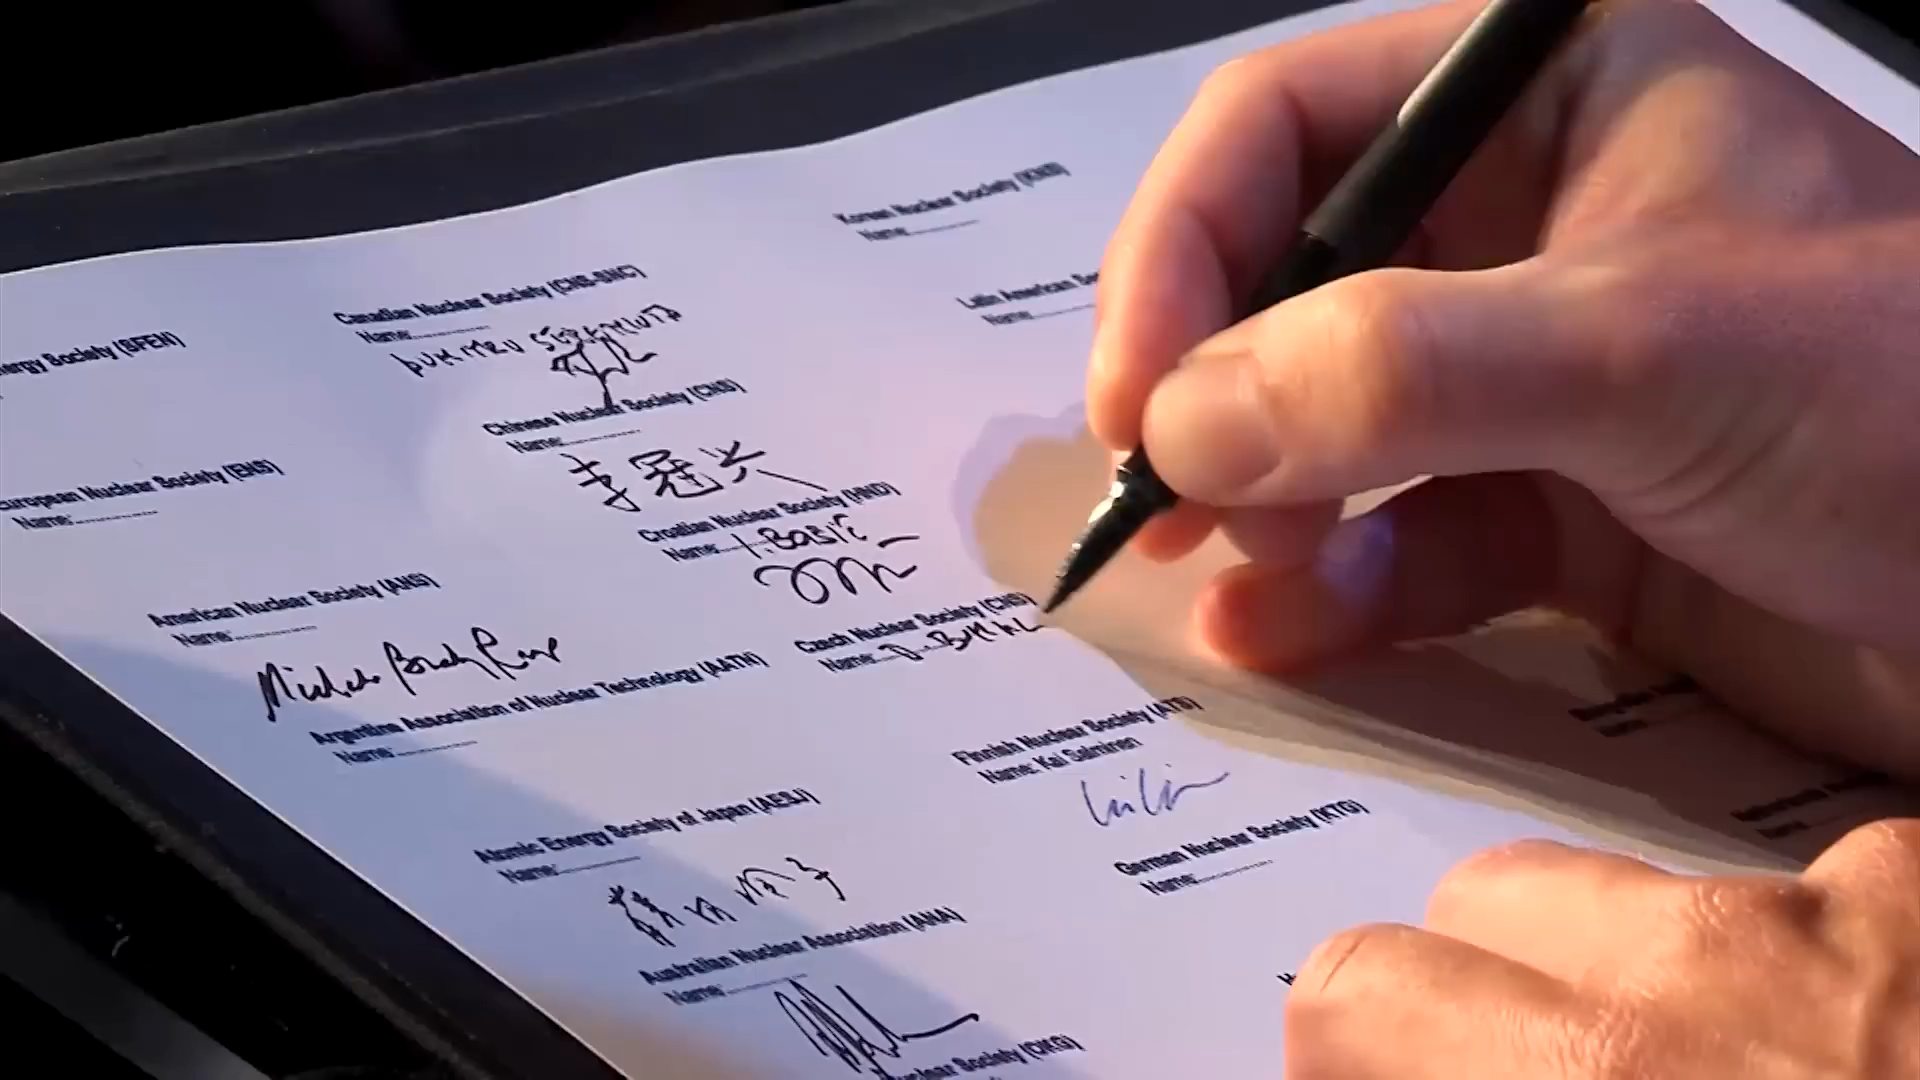 ergy Society (SFEN)
European Nuclear Society (ENS)
Name:
American Nuclear Society (ANS)
Name:
Argentine Association of Nuclear Technology (AATN)
Name
Atomic Energy Society of Japan (AESJ)
Name:
Australian Nuclear Association (ANA)
Name:
Nuclear Society (OKG)
Canadian Nuclear Society (CNS-SNC)
Name:
Chinese Nuclear Society (CNS)
Name:
李冠兴
Croatian Nuclear Society (HND)
Name: I. BASIC
Czech Nuclear Society (CNS)
Name: D.
Finnish Nuclear Society (ATS)
Name: Kai Salminen
German Nuclear Society (KTG)
Name:
Korean Nuclear Society (KNS)
Name:
Latin American Se
Name: